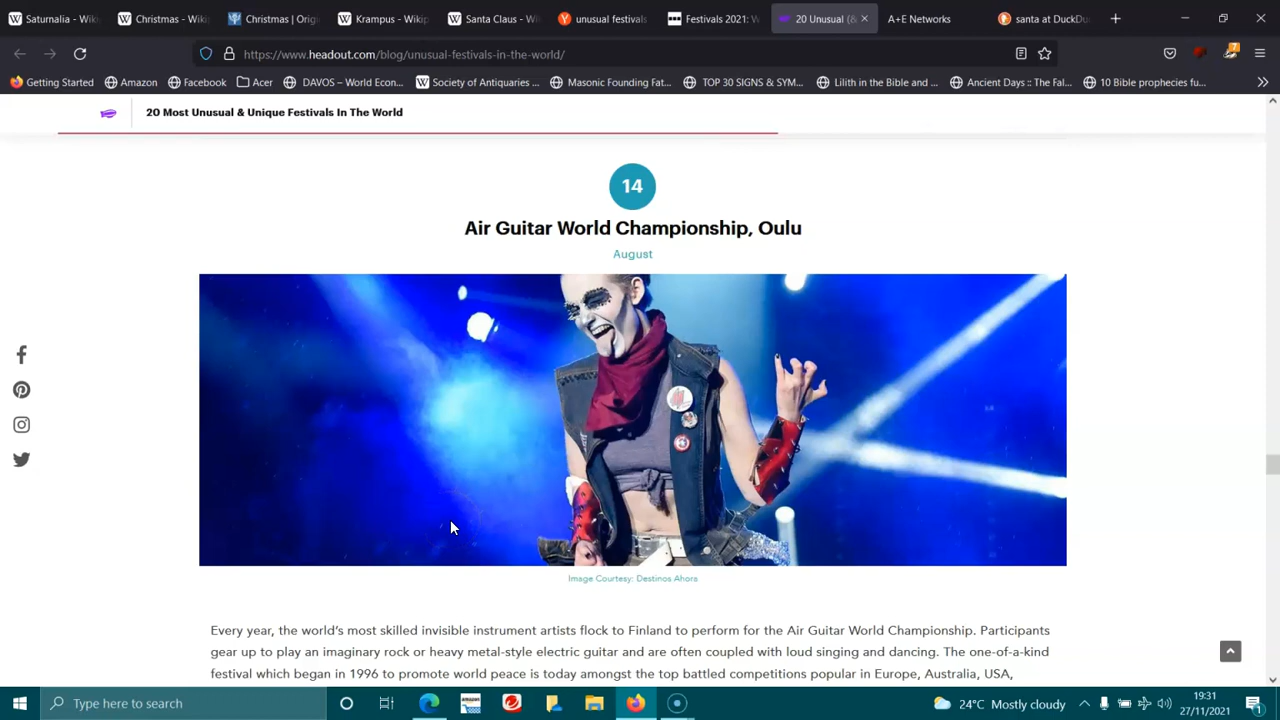 Saturnalia - Wiki
Christmas - Wiki
Christmas | Orig
Krampus - Wikip
Santa Claus - Wi
unusual festivals
Festivals 2021: W
20 Unusual (&
A+E Networks
santa at DuckDu
https://www.headout.com/blog/unusual-festivals-in-the-world/
7
Getting Started
Amazon
Facebook
Acer
DAVOS – World Econ...
Society of Antiquaries ...
Masonic Founding Fat...
TOP 30 SIGNS & SYM...
Lilith in the Bible and ...
Ancient Days :: The Fal...
10 Bible prophecies fu...
20 Most Unusual & Unique Festivals In The World
14
Air Guitar World Championship, Oulu
August
Image Courtesy: Destinos Ahora
Every year, the world's most skilled invisible instrument artists flock to Finland to perform for the Air Guitar World Championship. Participants
gear up to play an imaginary rock or heavy metal-style electric guitar and are often coupled with loud singing and dancing. The one-of-a-kind
festival which began in 1996 to promote world peace is today amongst the top battled competitions popular in Europe, Australia, USA,
Type here to search
24°C Mostly cloudy
19:31
27/11/2021
1